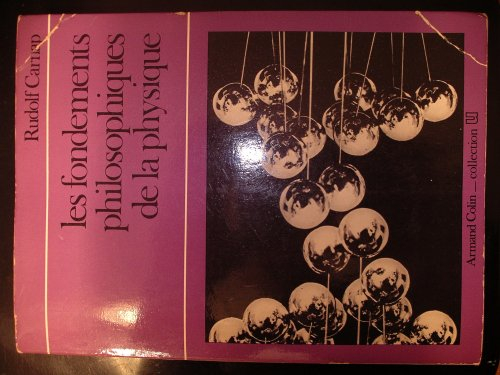 Rudolf Carnap
les fondements
philosophiques
de la physique
Armand Colin _ collection U